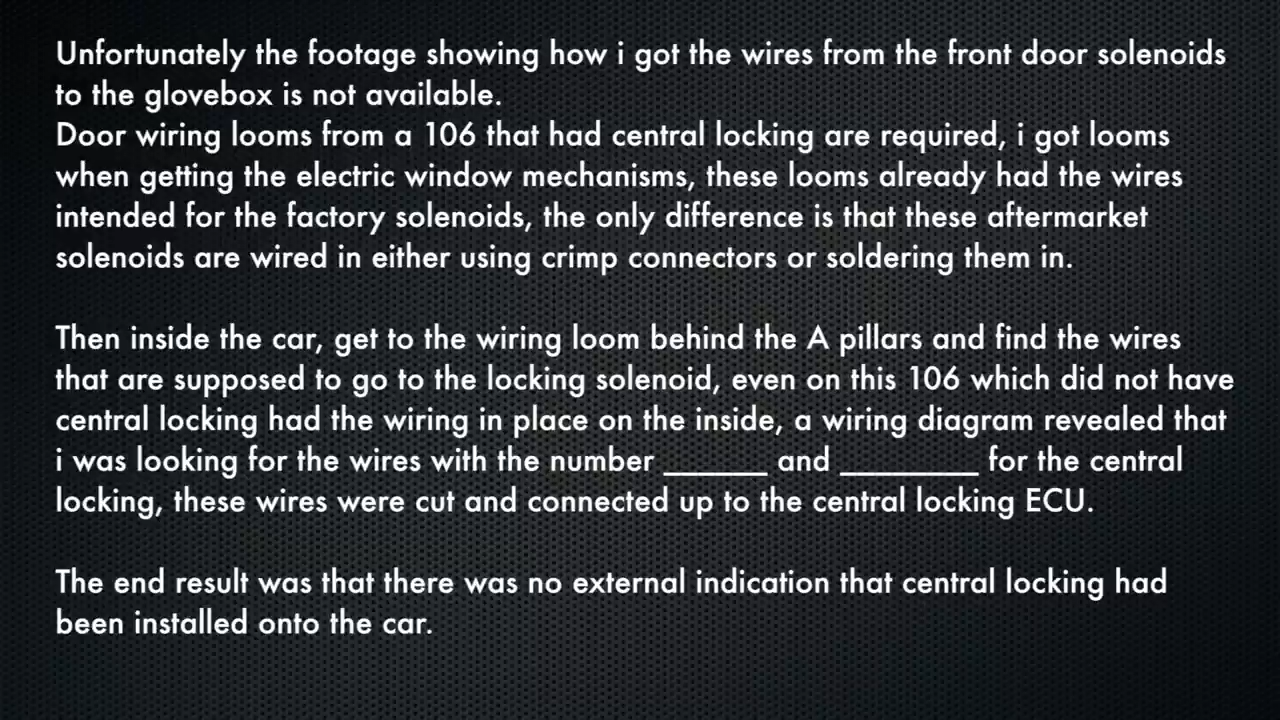 Unfortunately the footage showing how i got the wires from the front door solenoids
to the glovebox is not available.
Door wiring looms from a 106 that had central locking are required, i got looms
when getting the electric window mechanisms, these looms already had the wires
intended for the factory solenoids, the only difference is that these aftermarket
solenoids are wired in either using crimp connectors or soldering them in.
Then inside the car, get to the wiring loom behind the A pillars and find the wires
that are supposed to go to the locking solenoid, even on this 106 which did not have
central locking had the wiring in place on the inside, a wiring diagram revealed that
i was looking for the wires with the number ______ and ________ for the central
locking, these wires were cut and connected up to the central locking ECU.
The end result was that there was no external indication that central locking had
been installed onto the car.